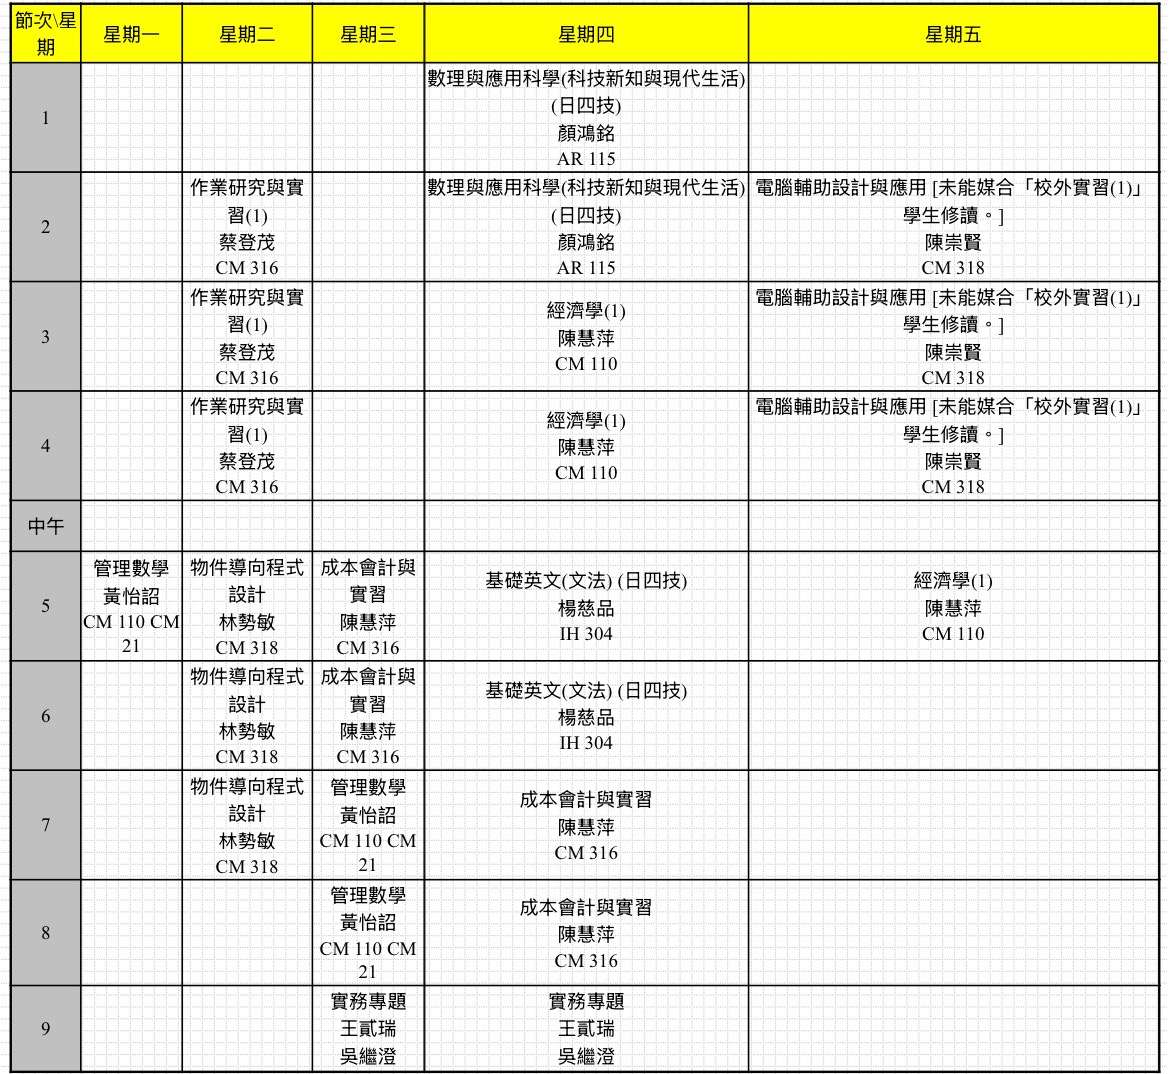 節次\星
期
星期一
星期二
星期三
星期四
星期五
1
數理與應用科學(科技新知與現代生活)
(日四技)
顏鴻銘
AR 115
2
作業研究與實
習(1)
蔡登茂
CM 316
數理與應用科學(科技新知與現代生活)
(日四技)
顏鴻銘
AR 115
電腦輔助設計與應用 [未能媒合「校外實習(1)」
學生修讀。]
陳崇賢
CM 318
3
作業研究與實
習(1)
蔡登茂
CM 316
經濟學(1)
陳慧萍
CM 110
電腦輔助設計與應用 [未能媒合「校外實習(1)」
學生修讀。]
陳崇賢
CM 318
4
作業研究與實
習(1)
蔡登茂
CM 316
經濟學(1)
陳慧萍
CM 110
電腦輔助設計與應用 [未能媒合「校外實習(1)」
學生修讀。]
陳崇賢
CM 318
中午
5
管理數學
黃怡詔
CM 110 CM
21
物件導向程式
設計
林勢敏
CM 318
成本會計與
實習
陳慧萍
CM 316
基礎英文(文法) (日四技)
楊慈品
IH 304
經濟學(1)
陳慧萍
CM 110
6
物件導向程式
設計
林勢敏
CM 318
成本會計與
實習
陳慧萍
CM 316
基礎英文(文法) (日四技)
楊慈品
IH 304
7
物件導向程式
設計
林勢敏
CM 318
管理數學
黃怡詔
CM 110 CM
21
成本會計與實習
陳慧萍
CM 316
8
管理數學
黃怡詔
CM 110 CM
21
成本會計與實習
陳慧萍
CM 316
9
實務專題
王貳瑞
吳繼澄
實務專題
王貳瑞
吳繼澄